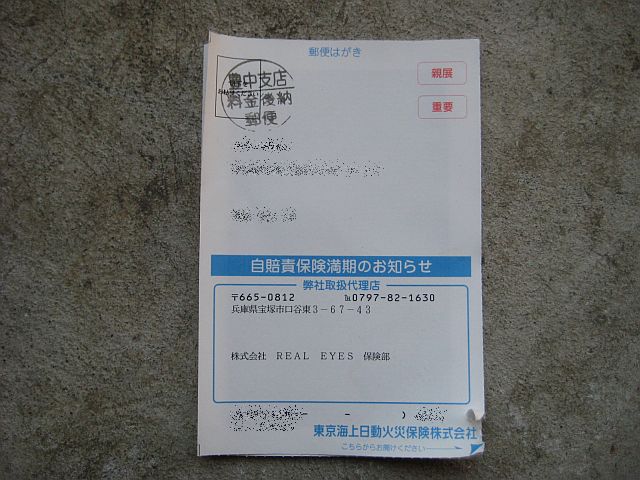 郵便はがき
豊中支店
料金後納
郵便
親展
重要
自賠責保険満期のお知らせ
弊社取扱代理店
〒665-0812 ℡0797-82-1630
兵庫県宝塚市口谷東3-67-43
株式会社 REAL EYES 保険部
東京海上日動火災保険株式会社
こちらからお開けください